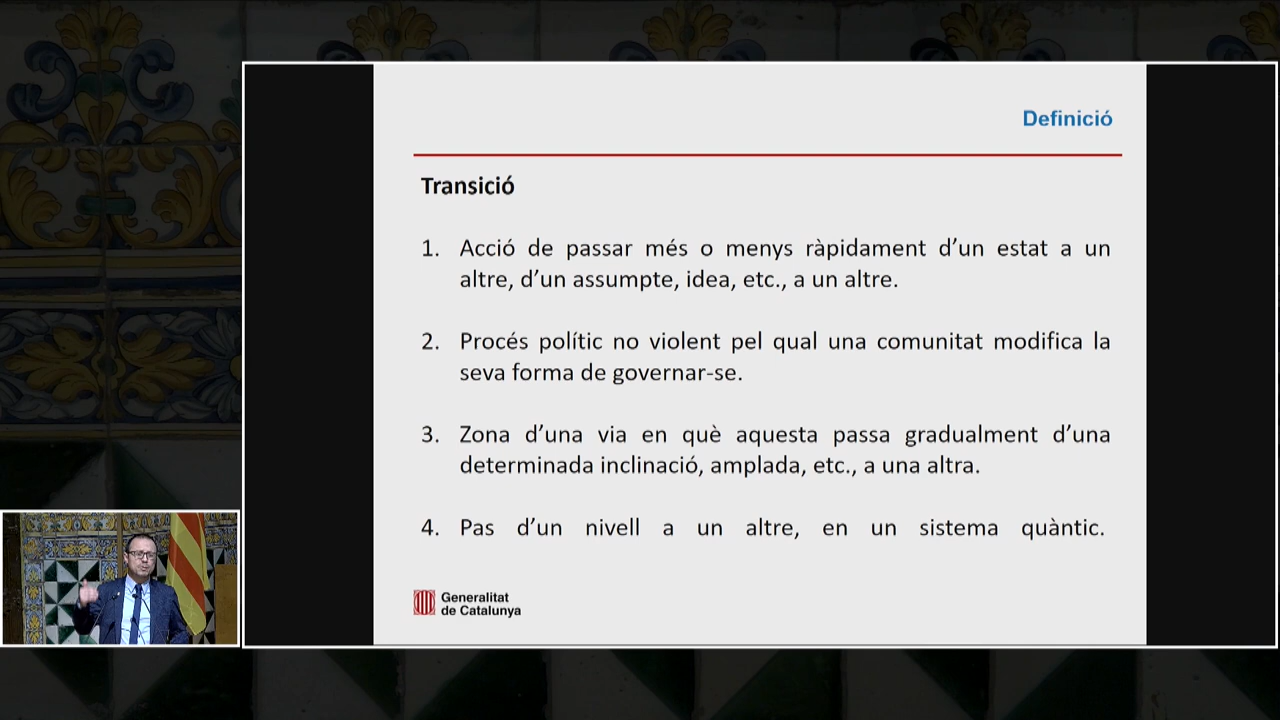 Definició
Transició
1. Acció de passar més o menys ràpidament d’un estat a un
altre, d’un assumpte, idea, etc., a un altre.
2. Procés polític no violent pel qual una comunitat modifica la
seva forma de governar-se.
3. Zona d’una via en què aquesta passa gradualment d’una
determinada inclinació, amplada, etc., a una altra.
4. Pas d’un nivell a un altre, en un sistema quàntic.
Generalitat
de Catalunya